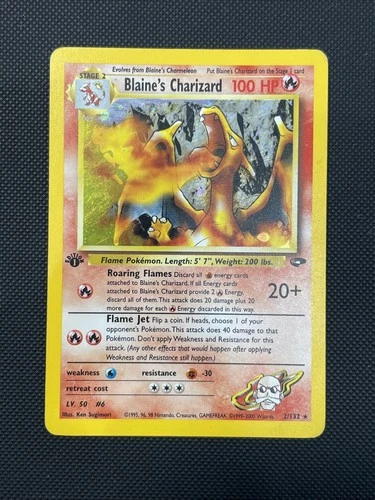 Evolves from Blaine's Charmeleon Put Blaine's Charizard on the Stage 1 card
STAGE 2
Blaine's Charizard 100 HP
EDITION
1
Flame Pokémon. Length: 5' 7", Weight: 200 lbs.
Roaring Flames Discard all energy cards
attached to Blaine's Charizard. If all Energy cards
attached to Blaine's Charizard provide 2 Energy,
discard all of them. This attack does 20 damage plus 20
more damage for each Energy discarded in this way.
20+
Flame Jet Flip a coin. If heads, choose 1 of your
opponent's Pokémon. This attack does 40 damage to that
Pokémon. Don't apply Weakness and Resistance for this
attack. (Any other effects that would happen after applying
Weakness and Resistance still happen.)
weakness resistance -30
retreat cost
LV. 50 #6
Illus. Ken Sugimori ©1995, 96, 98 Nintendo, Creatures, GAMEFREAK. ©1999-2000 Wizards. 2/132 ★